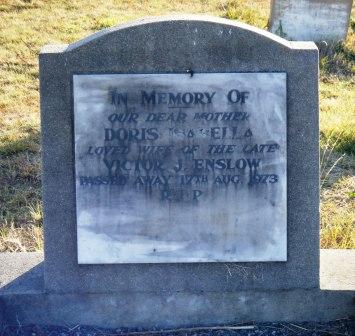 IN MEMORY OF
OUR DEAR MOTHER
DORIS ISABELLA
LOVED WIFE OF THE LATE
VICTOR J. ENSLOW
PASSED AWAY 17TH AUG. 1973
R.I.P